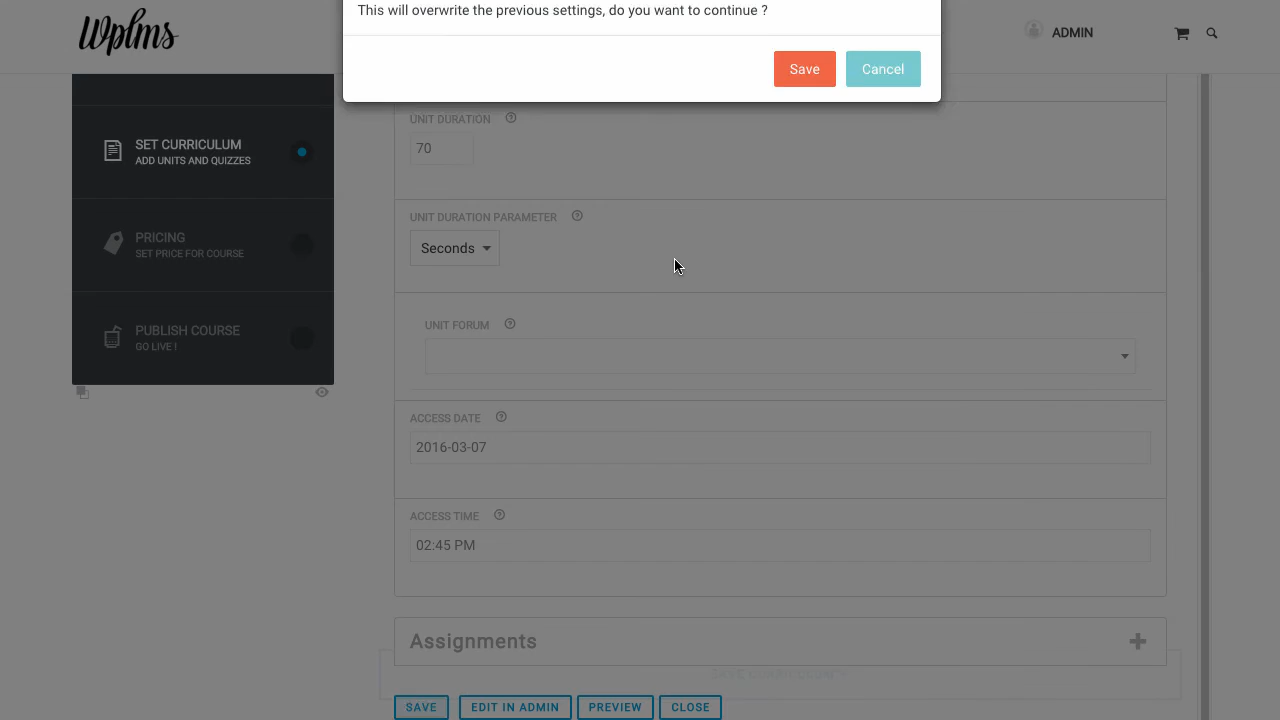 This will overwrite the previous settings, do you want to continue ?
Wplms
ADMIN
Save
Cancel
UNIT DURATION
70
SET CURRICULUM
ADD UNITS AND QUIZZES
UNIT DURATION PARAMETER
Seconds
PRICING
SET PRICE FOR COURSE
UNIT FORUM
PUBLISH COURSE
GO LIVE !
ACCESS DATE
2016-03-07
ACCESS TIME
02:45 PM
Assignments
SAVE CURRICULUM
SAVE
EDIT IN ADMIN
PREVIEW
CLOSE